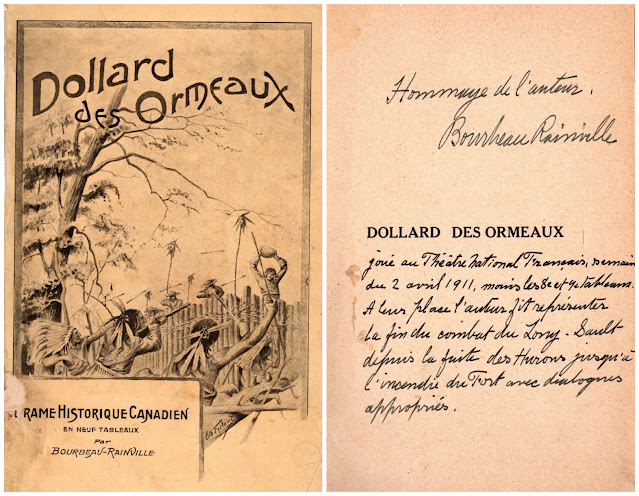 Dollard
des Ormeaux
RAME HISTORIQUE CANADIEN
EN NEUF TABLEAUX
Par
BOURBEAU-RAINVILLE
Hommage de l'auteur.
Bourbeau Rainville
DOLLARD DES ORMEAUX
joué au Théâtre National Français, semaine
du 2 avril 1911, moins les 8e et 9e tableaux.
A leur place l'auteur fit représenter
la fin du combat du Long-Sault
depuis la fuite des Hurons jusqu'à
l'incendie du Fort avec dialogues
appropriés.